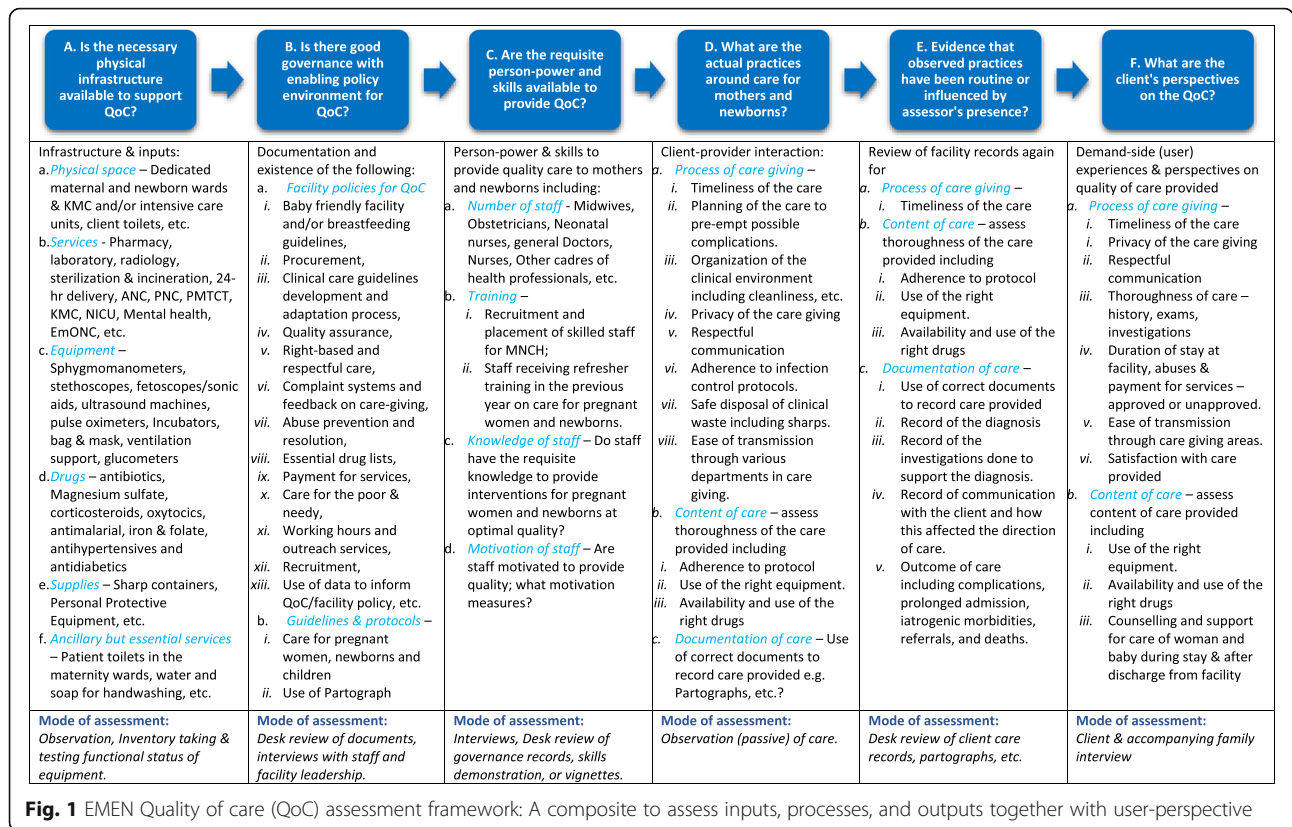 A. Is the necessary
physical
infrastructure
available to support
QoC?
B. Is there good
governance with
enabling policy
environment for
QoC?
C. Are the requisite
person-power and
skills available to
provide QoC?
D. What are the
actual practices
around care for
mothers and
newborns?
E. Evidence that
observed practices
have been routine or
influenced by
assessor's presence?
F. What are the
client's perspectives
on the QoC?
Infrastructure & inputs:
a. Physical space – Dedicated
maternal and newborn wards
& KMC and/or intensive care
units, client toilets, etc.
b. Services - Pharmacy,
laboratory, radiology,
sterilization & incineration, 24-
hr delivery, ANC, PNC, PMTCT,
KMC, NICU, Mental health,
EmONC, etc.
c. Equipment –
Sphygmomanometers,
stethoscopes, fetoscopes/sonic
aids, ultrasound machines,
pulse oximeters, Incubators,
bag & mask, ventilation
support, glucometers
d. Drugs – antibiotics,
Magnesium sulfate,
corticosteroids, oxytocics,
antimalarial, iron & folate,
antihypertensives and
antidiabetics
e. Supplies – Sharp containers,
Personal Protective
Equipment, etc.
f. Ancillary but essential services
– Patient toilets in the
maternity wards, water and
soap for handwashing, etc.
Documentation and
existence of the following:
a. Facility policies for QoC
i. Baby friendly facility
and/or breastfeeding
guidelines,
ii. Procurement,
iii. Clinical care guidelines
development and
adaptation process,
iv. Quality assurance,
v. Right-based and
respectful care,
vi. Complaint systems and
feedback on care-giving,
vii. Abuse prevention and
resolution,
viii. Essential drug lists,
ix. Payment for services,
x. Care for the poor &
needy,
xi. Working hours and
outreach services,
xii. Recruitment,
xiii. Use of data to inform
QoC/facility policy, etc.
b. Guidelines & protocols –
i. Care for pregnant
women, newborns and
children
ii. Use of Partograph
Person-power & skills to
provide quality care to mothers
and newborns including:
a. Number of staff - Midwives,
Obstetricians, Neonatal
nurses, general Doctors,
Nurses, Other cadres of
health professionals, etc.
b. Training –
i. Recruitment and
placement of skilled staff
for MNCH;
ii. Staff receiving refresher
training in the previous
year on care for pregnant
women and newborns.
c. Knowledge of staff – Do staff
have the requisite
knowledge to provide
interventions for pregnant
women and newborns at
optimal quality?
d. Motivation of staff – Are
staff motivated to provide
quality; what motivation
measures?
Client-provider interaction:
a. Process of care giving –
i. Timeliness of the care
ii. Planning of the care to
pre-empt possible
complications.
iii. Organization of the
clinical environment
including cleanliness, etc.
iv. Privacy of the care giving
v. Respectful
communication
vi. Adherence to infection
control protocols.
vii. Safe disposal of clinical
waste including sharps.
viii. Ease of transmission
through various
departments in care
giving.
b. Content of care – assess
thoroughness of the care
provided including
i. Adherence to protocol
ii. Use of the right equipment.
iii. Availability and use of the
right drugs
c. Documentation of care – Use
of correct documents to
record care provided e.g.
Partographs, etc.?
Review of facility records again
for
a. Process of care giving –
i. Timeliness of the care
b. Content of care – assess
thoroughness of the care
provided including
i. Adherence to protocol
ii. Use of the right
equipment.
iii. Availability and use of the
right drugs
c. Documentation of care –
i. Use of correct documents
to record care provided
ii. Record of the diagnosis
iii. Record of the
investigations done to
support the diagnosis.
iv. Record of communication
with the client and how
this affected the direction
of care.
v. Outcome of care
including complications,
prolonged admission,
iatrogenic morbidities,
referrals, and deaths.
Demand-side (user)
experiences & perspectives on
quality of care provided
a. Process of care giving –
i. Timeliness of the care
i. Privacy of the care giving
ii. Respectful
communication
iii. Thoroughness of care –
history, exams,
investigations
iv. Duration of stay at
facility, abuses &
payment for services –
approved or unapproved.
v. Ease of transmission
through care giving areas.
vi. Satisfaction with care
provided
b. Content of care – assess
content of care provided
including
i. Use of the right
equipment.
ii. Availability and use of the
right drugs
iii. Counselling and support
for care of woman and
baby during stay & after
discharge from facility
Mode of assessment:
Observation, Inventory taking &
testing functional status of
equipment.
Mode of assessment:
Desk review of documents,
interviews with staff and
facility leadership.
Mode of assessment:
Interviews, Desk review of
governance records, skills
demonstration, or vignettes.
Mode of assessment:
Observation (passive) of care.
Mode of assessment:
Desk review of client care
records, partographs, etc.
Mode of assessment:
Client & accompanying family
interview
Fig. 1 EMEN Quality of care (QoC) assessment framework: A composite to assess inputs, processes, and outputs together with user-perspective